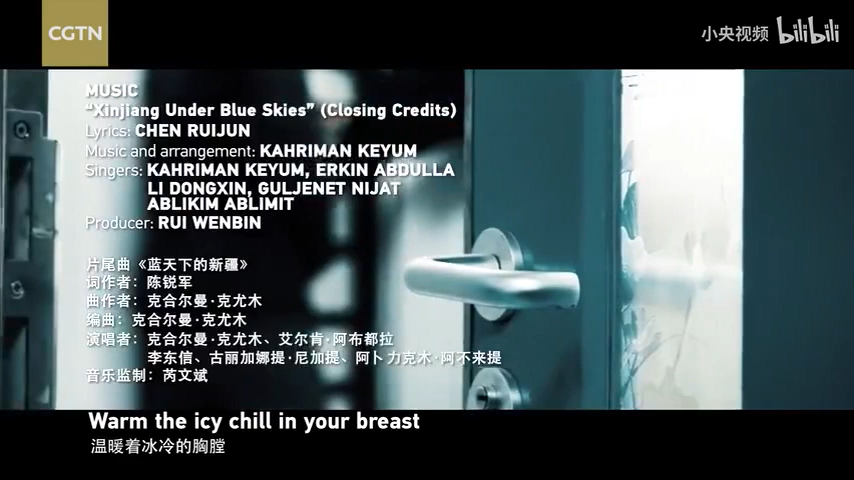 CGTN
小央视频 bilibili
MUSIC
“Xinjiang Under Blue Skies” (Closing Credits)
Lyrics: CHEN RUIJUN
Music and arrangement: KAHRIMAN KEYUM
Singers: KAHRIMAN KEYUM, ERKIN ABDULLA
LI DONGXIN, GULJENET NIJAT
ABLIKIM ABLIMIT
Producer: RUI WENBIN
片尾曲《蓝天下的新疆》
词作者：陈锐军
曲作者：克合尔曼·克尤木
编曲：克合尔曼·克尤木
演唱者：克合尔曼·克尤木、艾尔肯·阿布都拉
李东信、古丽加娜提·尼加提、阿卜力克木·阿不来提
音乐监制：芮文斌
Warm the icy chill in your breast
温暖着冰冷的胸膛